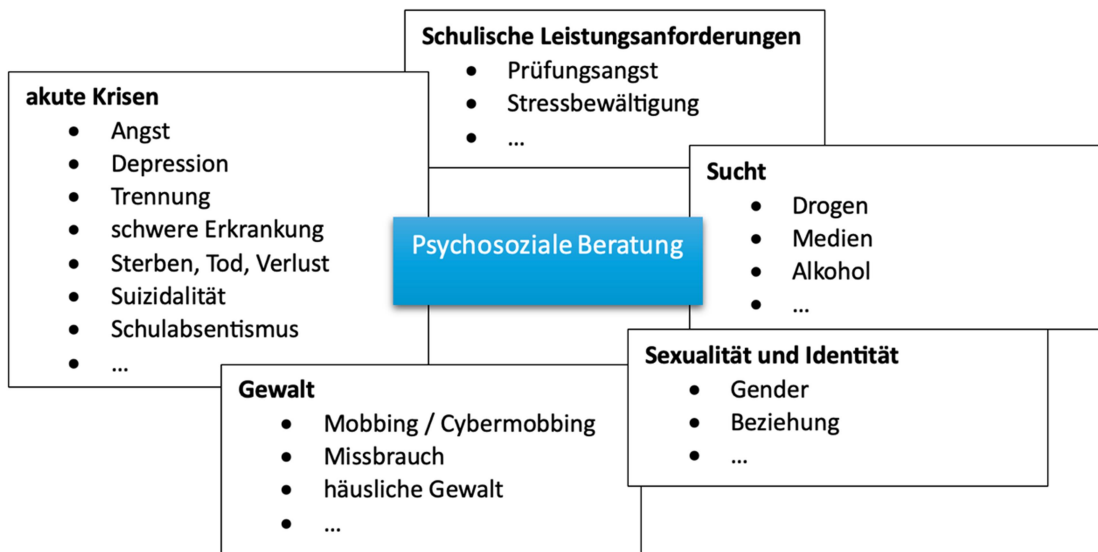 Schulische Leistungsanforderungen
• Prüfungsangst
• Stressbewältigung
• ...
akute Krisen
• Angst
• Depression
• Trennung
• schwere Erkrankung
• Sterben, Tod, Verlust
• Suizidalität
• Schulabsentismus
• ...
Psychosoziale Beratung
Sucht
• Drogen
• Medien
• Alkohol
• ...
Gewalt
• Mobbing / Cybermobbing
• Missbrauch
• häusliche Gewalt
• ...
Sexualität und Identität
• Gender
• Beziehung
• ...